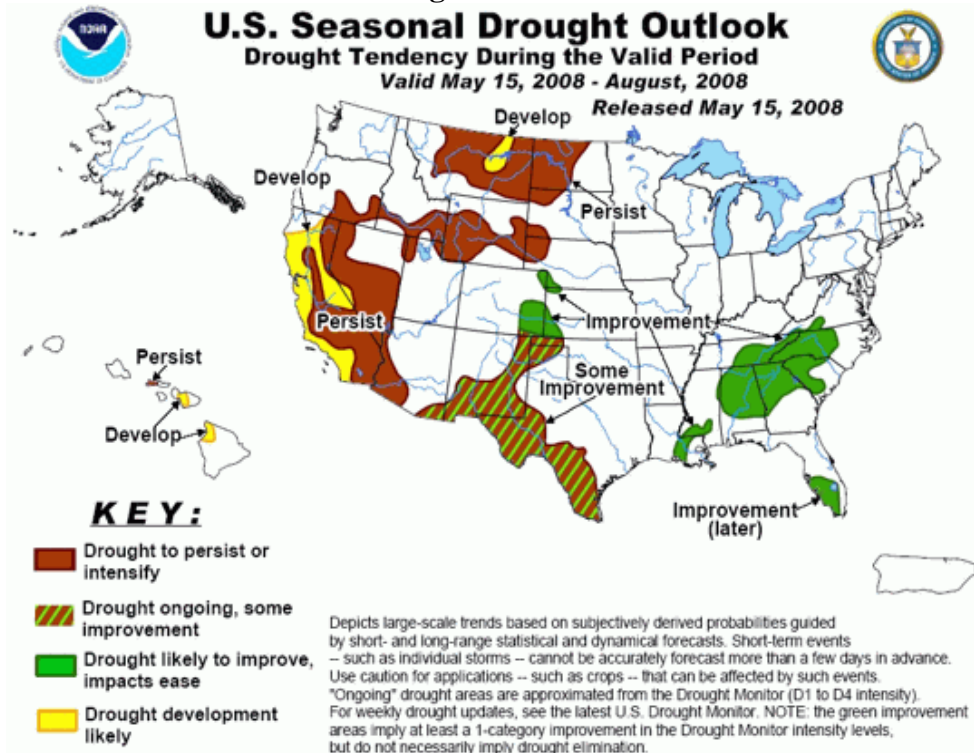 U.S. Seasonal Drought Outlook
Drought Tendency During the Valid Period
Valid May 15, 2008 - August, 2008
Released May 15, 2008
NOAA
Develop
Develop
Persist
Persist
Improvement
Some
Improvement
Persist
Develop
Improvement
(later)
KEY:
Drought to persist or
intensify
Drought ongoing, some
improvement
Drought likely to improve,
impacts ease
Drought development
likely
Depicts large-scale trends based on subjectively derived probabilities guided
by short- and long-range statistical and dynamical forecasts. Short-term events
-- such as individual storms -- cannot be accurately forecast more than a few days in advance.
Use caution for applications -- such as crops -- that can be affected by such events.
"Ongoing" drought areas are approximated from the Drought Monitor (D1 to D4 intensity).
For weekly drought updates, see the latest U.S. Drought Monitor. NOTE: the green improvement
areas imply at least a 1-category improvement in the Drought Monitor intensity levels,
but do not necessarily imply drought elimination.